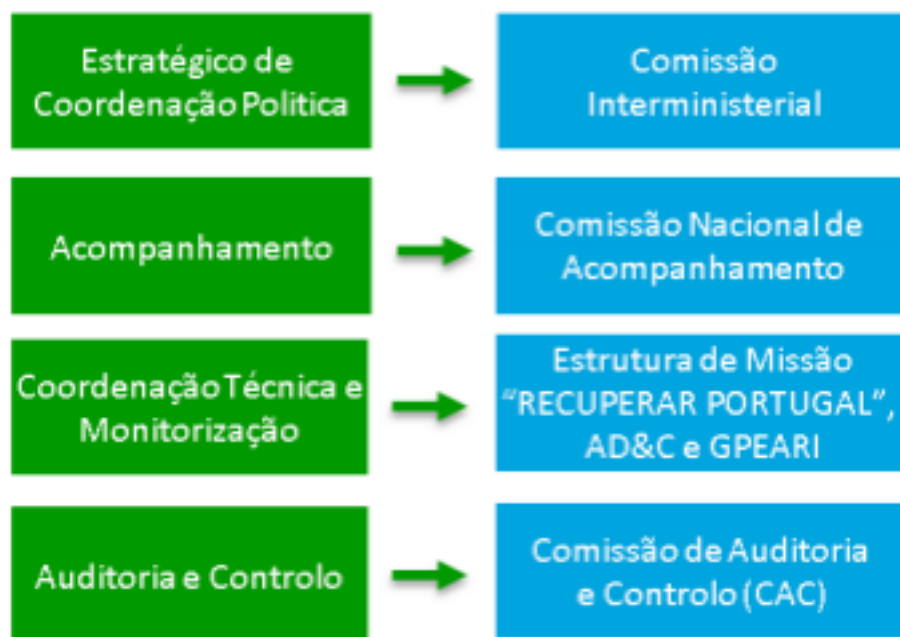 Estratégico de
Coordenação Politica
Comissão
Interministerial
Acompanhamento
Comissão Nacional de
Acompanhamento
Coordenação Técnica e
Monitorização
Estrutura de Missão
“RECUPERAR PORTUGAL”,
AD&C e GPEARI
Auditoria e Controlo
Comissão de Auditoria
e Controlo (CAC)